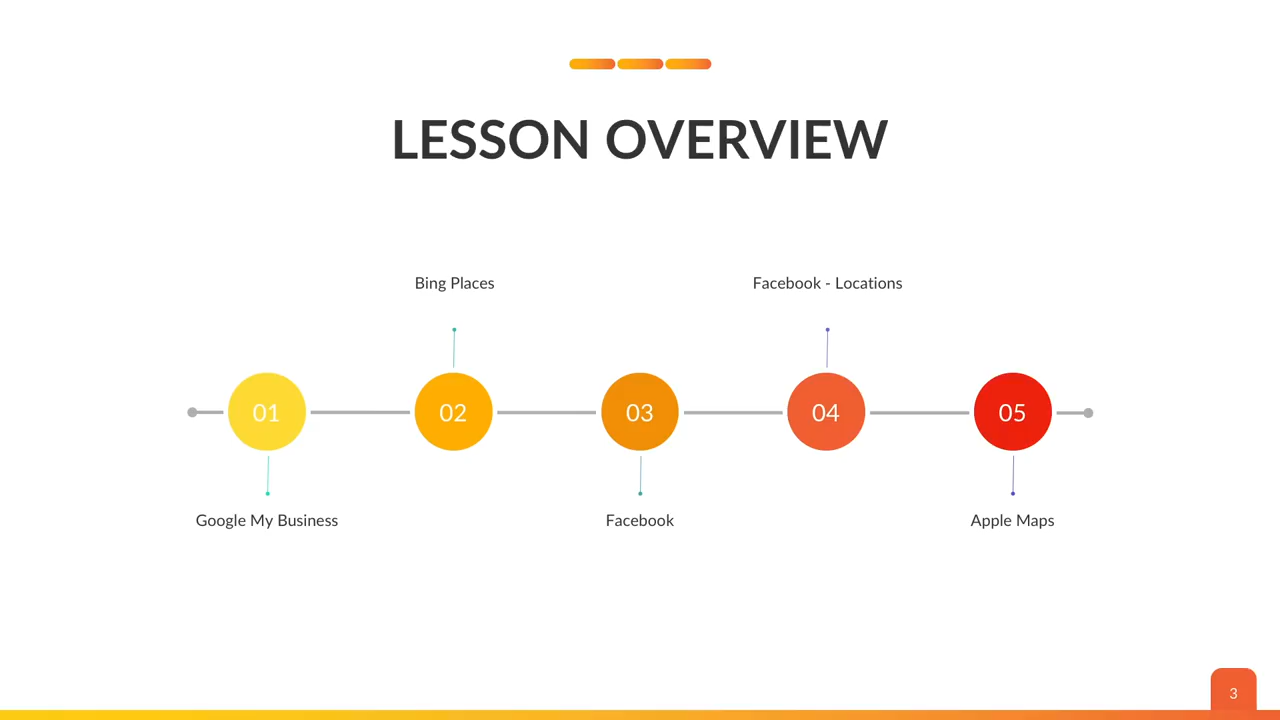 LESSON OVERVIEW
Bing Places
Facebook - Locations
01
02
03
04
05
Google My Business
Facebook
Apple Maps
3